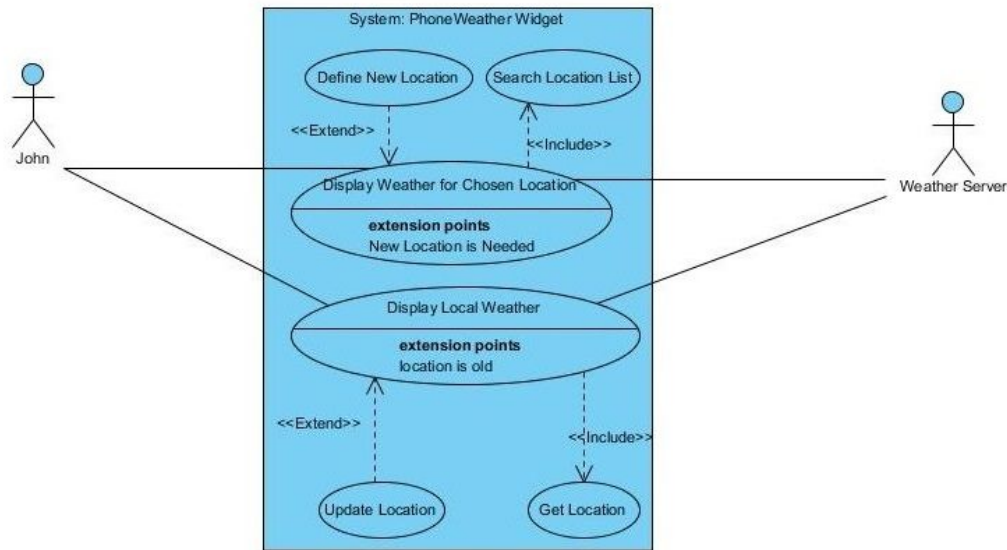 System: PhoneWeather Widget
Define New Location
Search Location List
<<Extend>>
<<Include>>
John
Weather Server
Display Weather for Chosen Location
extension points
New Location is Needed
Display Local Weather
extension points
location is old
<<Extend>>
<<Include>>
Update Location
Get Location